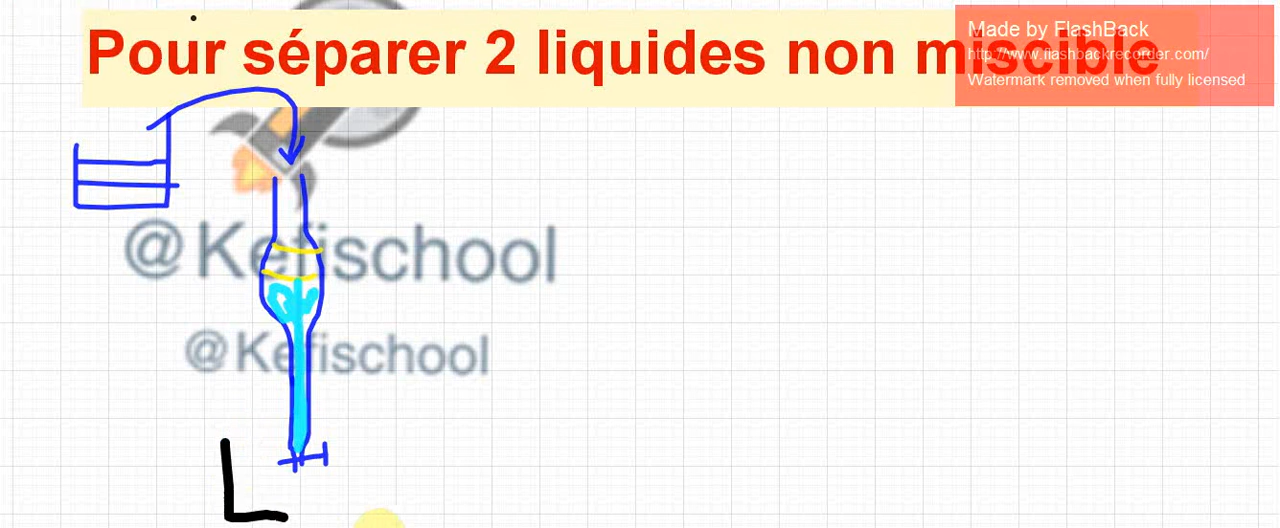 Pour séparer 2 liquides non miscible
Made by FlashBack
http://www.flashbackrecorder.com/
Watermark removed when fully licensed
@Kefischool
@Kefischool